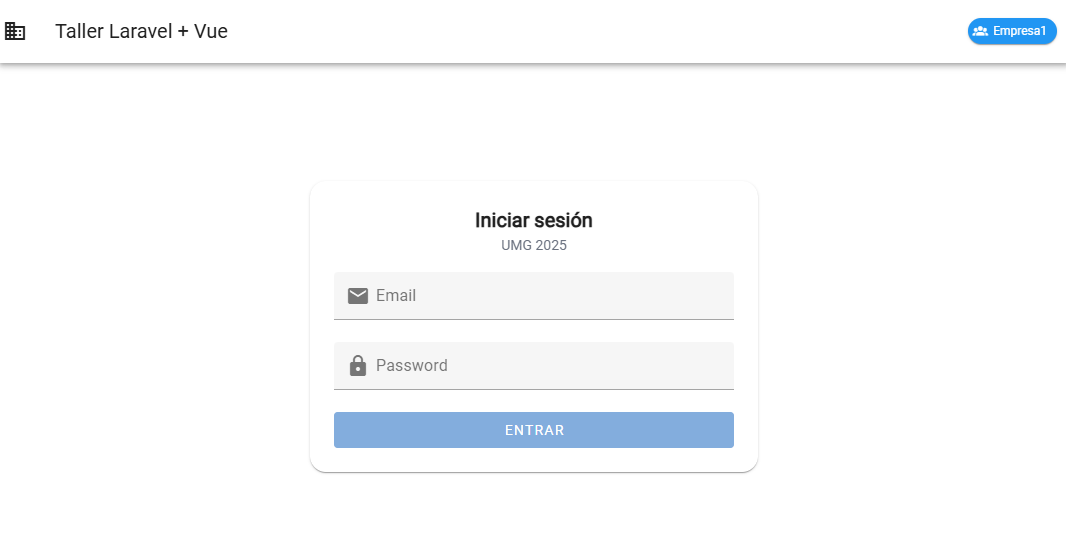 Taller Laravel + Vue
Empresa1
Iniciar sesión
UMG 2025
Email
Password
ENTRAR